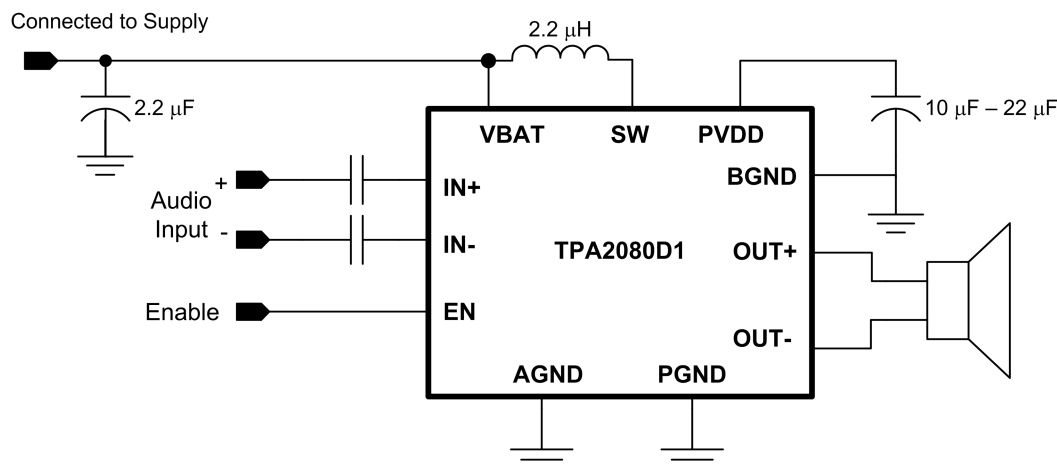 Connected to Supply
2.2 μH
2.2 μF
10 μF – 22 μF
VBAT
SW
PVDD
BGND
+
Audio
Input -
IN+
IN-
TPA2080D1
OUT+
Enable
EN
OUT-
AGND
PGND